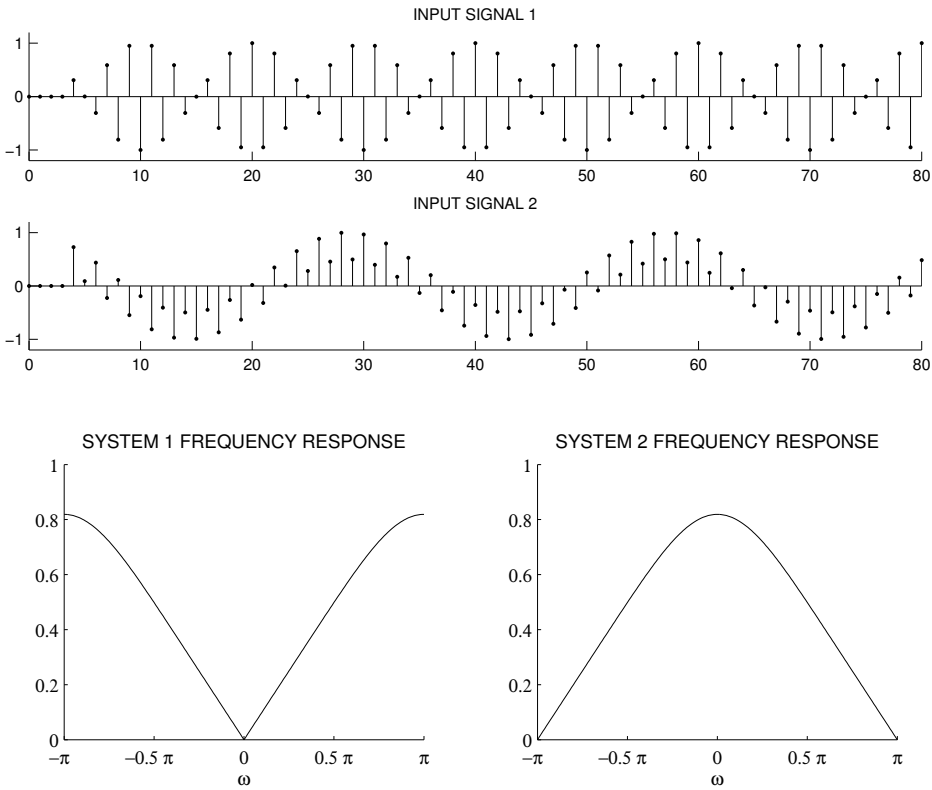 INPUT SIGNAL 1
1
0
−1
0 10 20 30 40 50 60 70 80
INPUT SIGNAL 2
1
0
−1
0 10 20 30 40 50 60 70 80
SYSTEM 1 FREQUENCY RESPONSE
1
0.8
0.6
0.4
0.2
0
−π −0.5 π 0 0.5 π π
ω
SYSTEM 2 FREQUENCY RESPONSE
1
0.8
0.6
0.4
0.2
0
−π −0.5 π 0 0.5 π π
ω